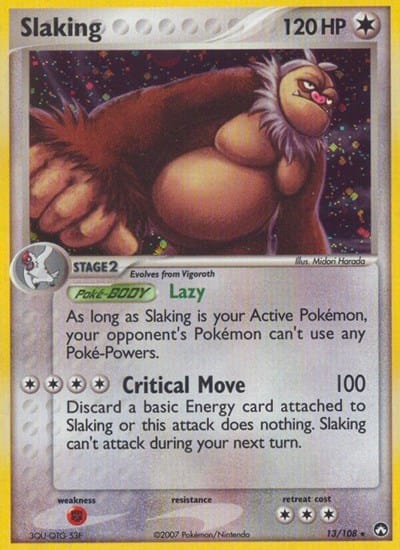 Slaking 120 HP
Illus. Midori Harada
STAGE 2 Evolves from Vigoroth
Poké-BODY Lazy
As long as Slaking is your Active Pokémon,
your opponent's Pokémon can't use any
Poké-Powers.
Critical Move 100
Discard a basic Energy card attached to
Slaking or this attack does nothing. Slaking
can't attack during your next turn.
weakness resistance retreat cost
3QU-QTG-53F ©2007 Pokémon/Nintendo 13/108 ★